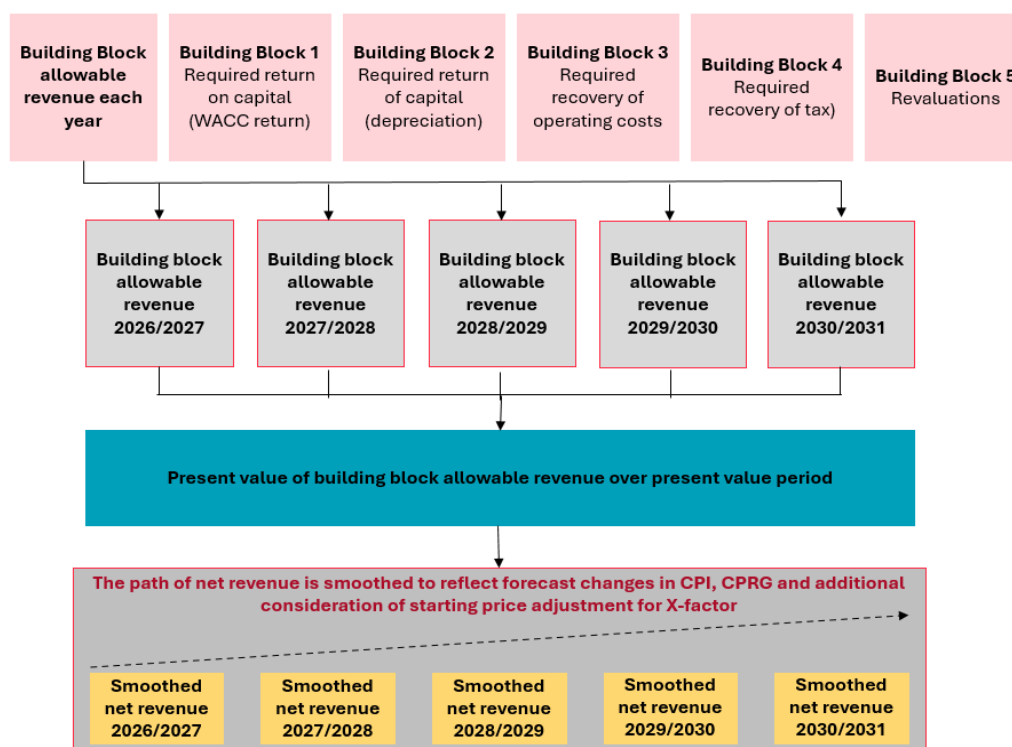 Building Block
allowable
revenue each
year
Building Block 1
Required return
on capital
(WACC return)
Building Block 2
Required return
of capital
(depreciation)
Building Block 3
Required
recovery of
operating costs
Building Block 4
Required
recovery of tax)
Building Block 5
Revaluations
Building block
allowable
revenue
2026/2027
Building block
allowable
revenue
2027/2028
Building block
allowable
revenue
2028/2029
Building block
allowable
revenue
2029/2030
Building block
allowable
revenue
2030/2031
Present value of building block allowable revenue over present value period
The path of net revenue is smoothed to reflect forecast changes in CPI, CPRG and additional
consideration of starting price adjustment for X-factor
Smoothed
net revenue
2026/2027
Smoothed
net revenue
2027/2028
Smoothed
net revenue
2028/2029
Smoothed
net revenue
2029/2030
Smoothed
net revenue
2030/2031